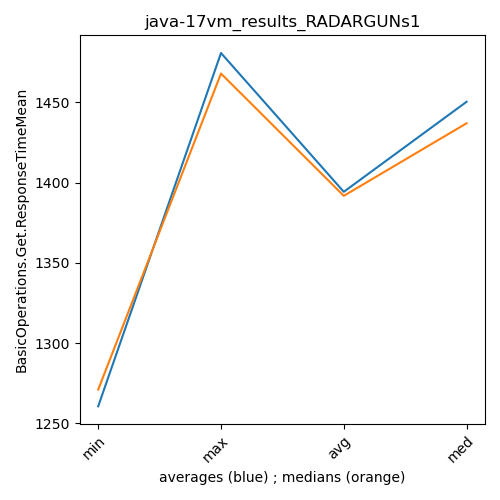 java-17vm_results_RADARGUNs1
BasicOperations.Get.ResponseTimeMean
1450
1400
1350
1300
1250
min
max
avg
med
averages (blue) ; medians (orange)